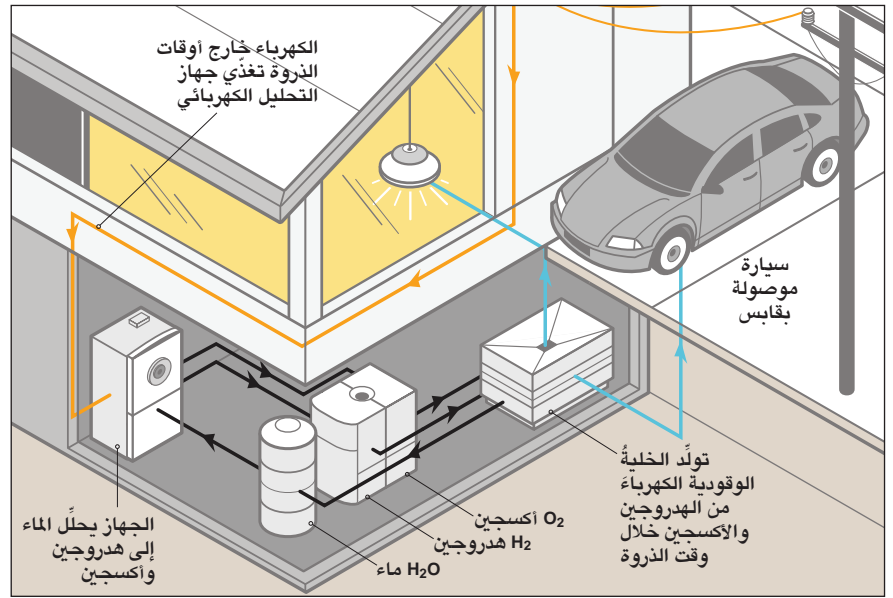 الكهرباء خارج أوقات
الذروة تغذّي جهاز
التحليل الكهربائي
سيارة
موصولة
بقابس
تولِّد الخليةُ
الوقودية الكهرباءَ
من الهدروجين
والأكسجين خلال
وقت الذروة
O2 أكسجين
H2 هدروجين
H2O ماء
الجهاز يحلِّل الماء
إلى هدروجين
وأكسجين